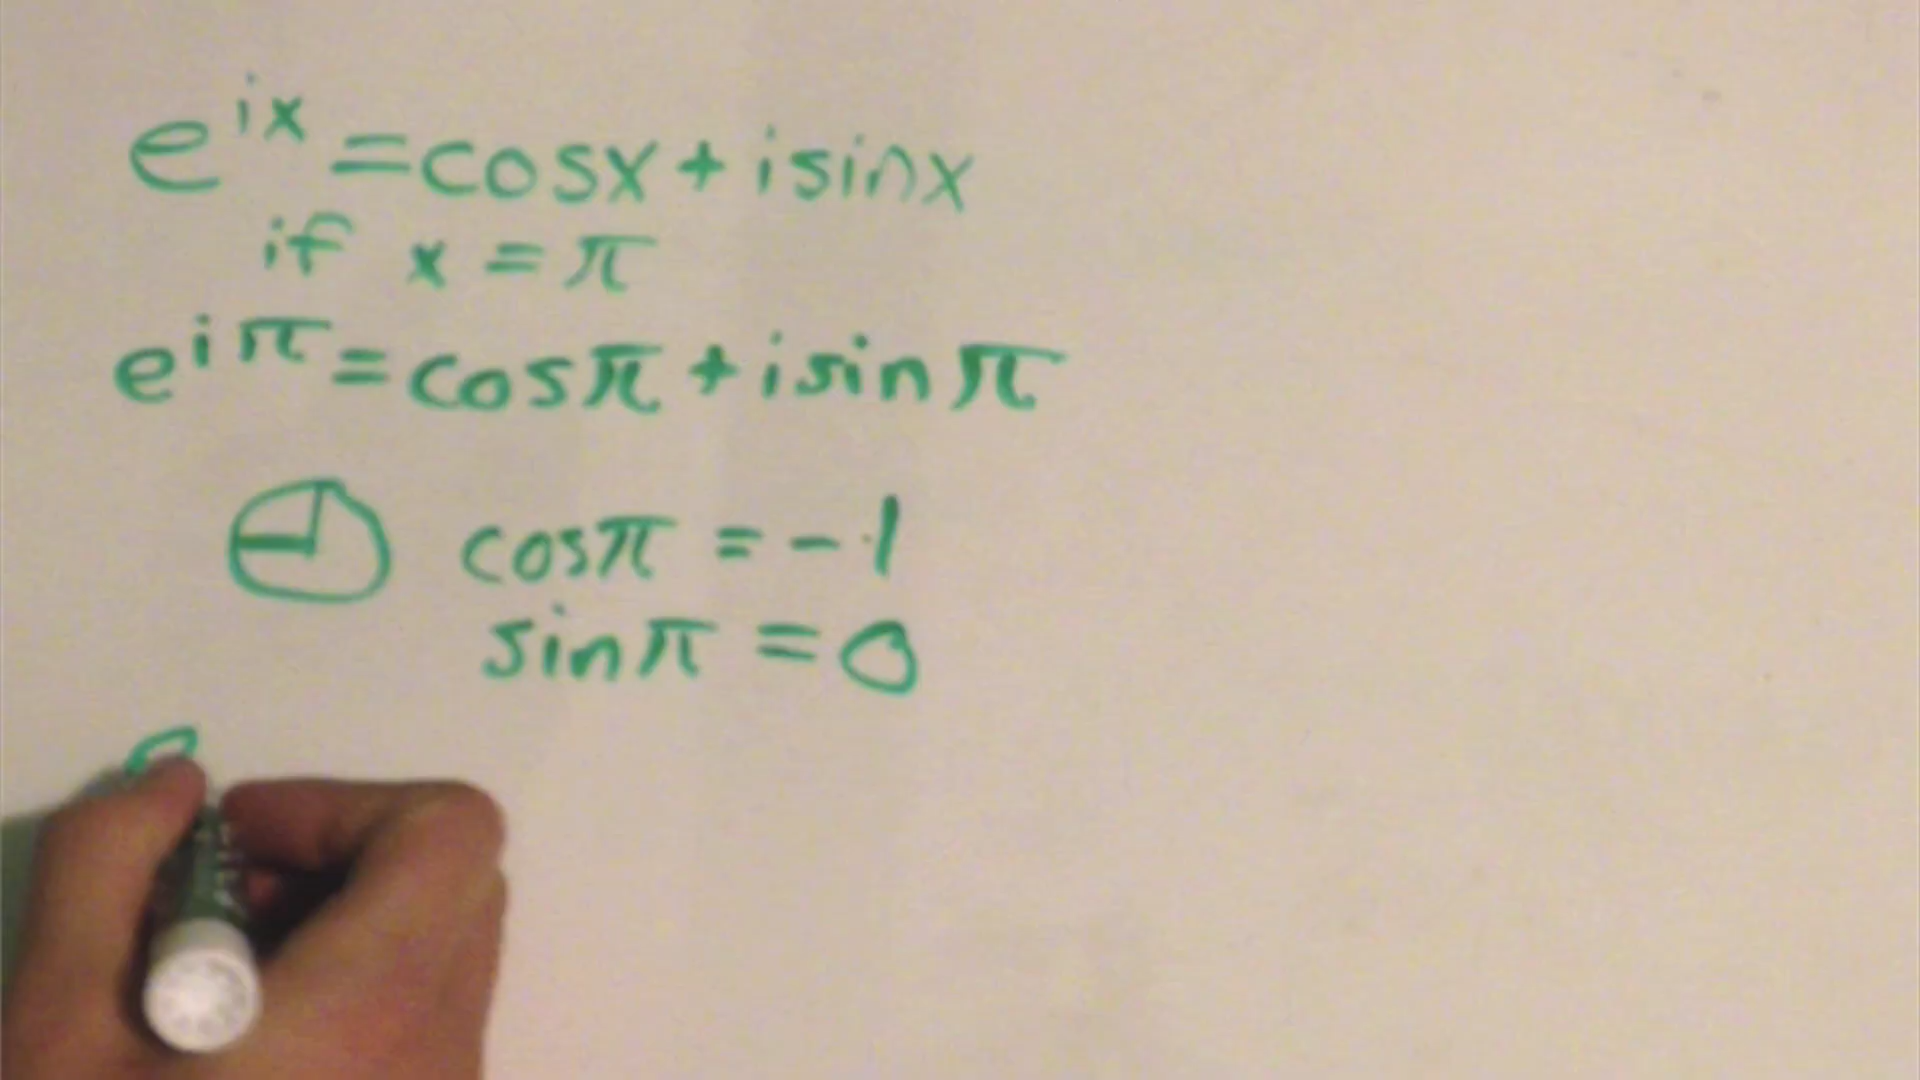 e^{ix} = cosx + isinx
if x = π
e^{iπ} = cosπ + isinπ
cosπ = -1
sinπ = 0